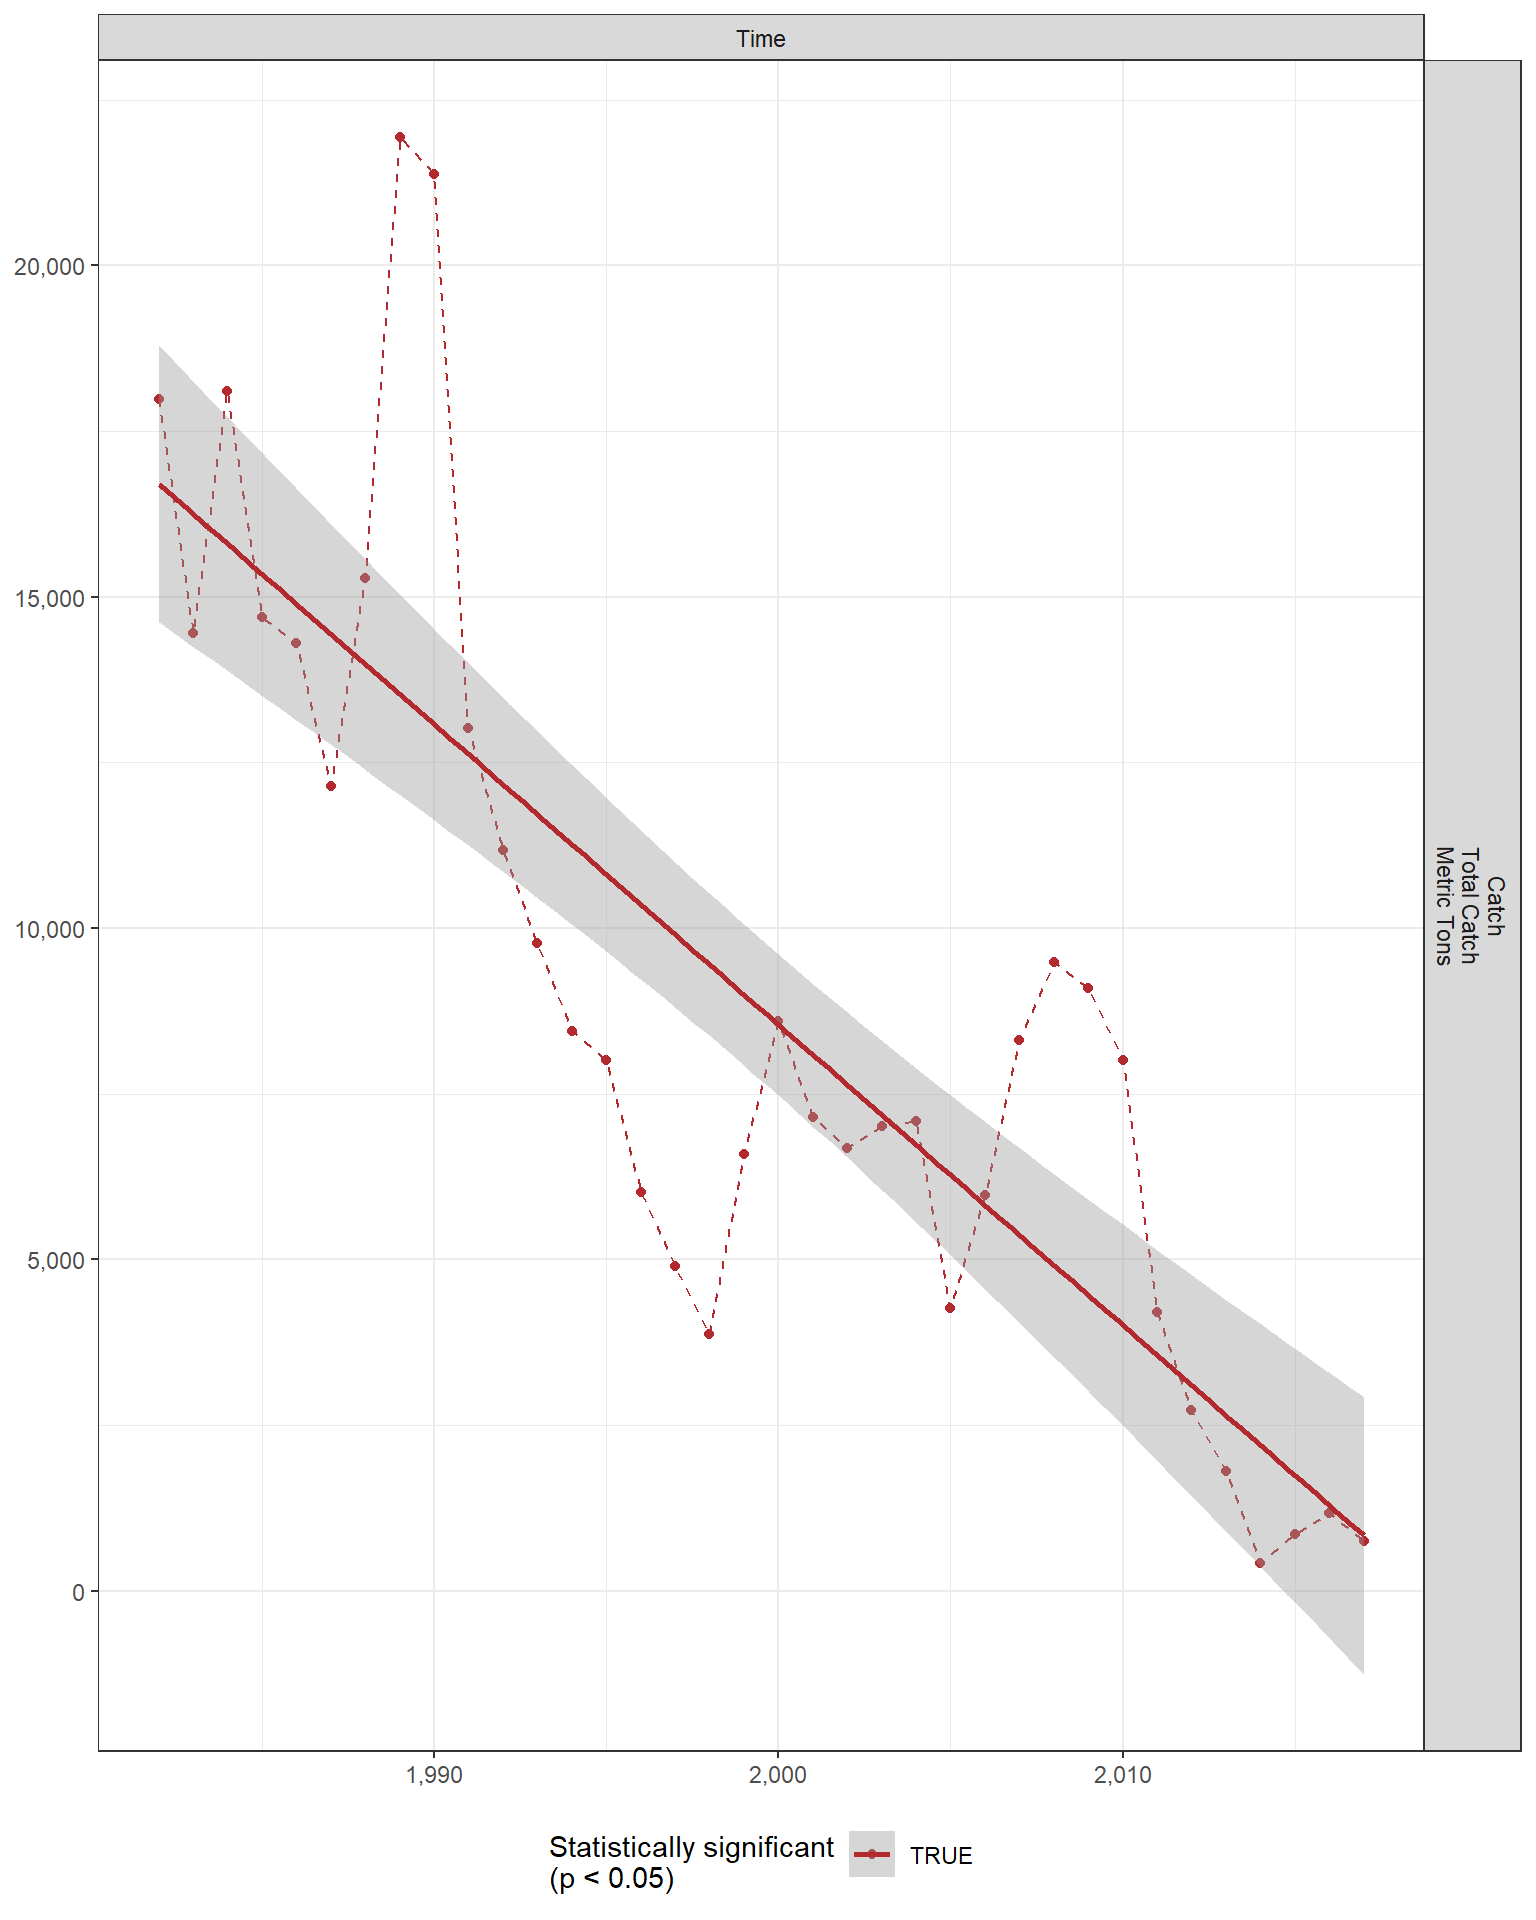 Time
20,000
15,000
10,000
5,000
0
Catch
Total Catch
Metric Tons
1,990
2,000
2,010
Statistically significant
(p < 0.05)
TRUE